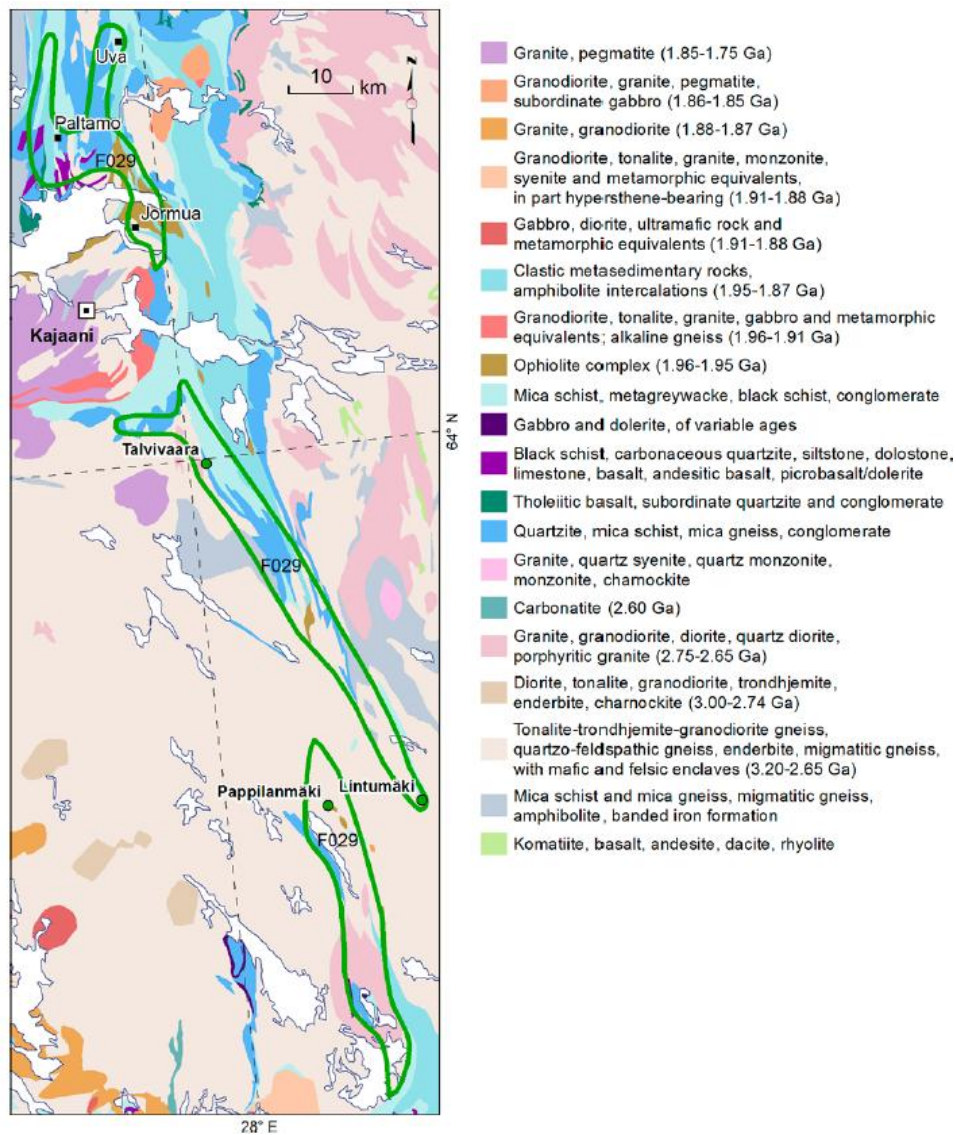 Uva
10
km
Paltamo
F029
Jormua
Kajaani
64° N
Talvivaara
F029
Pappilanmäki
Lintumäki
F029
28° E
Granite, pegmatite (1.85-1.75 Ga)
Granodiorite, granite, pegmatite,
subordinate gabbro (1.86-1.85 Ga)
Granite, granodiorite (1.88-1.87 Ga)
Granodiorite, tonalite, granite, monzonite,
syenite and metamorphic equivalents,
in part hypersthene-bearing (1.91-1.88 Ga)
Gabbro, diorite, ultramafic rock and
metamorphic equivalents (1.91-1.88 Ga)
Clastic metasedimentary rocks,
amphibolite intercalations (1.95-1.87 Ga)
Granodiorite, tonalite, granite, gabbro and metamorphic
equivalents; alkaline gneiss (1.96-1.91 Ga)
Ophiolite complex (1.96-1.95 Ga)
Mica schist, metagreywacke, black schist, conglomerate
Gabbro and dolerite, of variable ages
Black schist, carbonaceous quartzite, siltstone, dolostone,
limestone, basalt, andesitic basalt, picrobasalt/dolerite
Tholeiitic basalt, subordinate quartzite and conglomerate
Quartzite, mica schist, mica gneiss, conglomerate
Granite, quartz syenite, quartz monzonite,
monzonite, charnockite
Carbonatite (2.60 Ga)
Granite, granodiorite, diorite, quartz diorite,
porphyritic granite (2.75-2.65 Ga)
Diorite, tonalite, granodiorite, trondhjemite,
enderbite, charnockite (3.00-2.74 Ga)
Tonalite-trondhjemite-granodiorite gneiss,
quartzo-feldspathic gneiss, enderbite, migmatitic gneiss,
with mafic and felsic enclaves (3.20-2.65 Ga)
Mica schist and mica gneiss, migmatitic gneiss,
amphibolite, banded iron formation
Komatiite, basalt, andesite, dacite, rhyolite